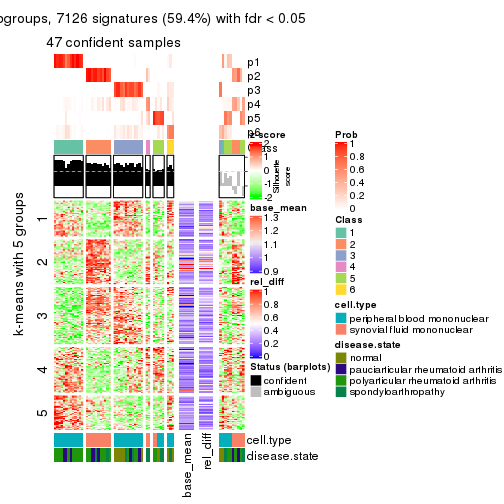 ogroups, 7126 signatures (59.4%) with fdr < 0.05
47 confident samples
p1
p2
p3
p4
p5
p6
Class
Silhouette
score
1
2
3
4
5
k-means with 5 groups
cell.type
disease.state
base_mean
rel_diff
z-score
2
1
0
-1
-2
base_mean
1.3
1.2
1.1
1
0.9
rel_diff
1
0.8
0.6
0.4
0.2
0
Status (barplots)
confident
ambiguous
Prob
1
0.8
0.6
0.4
0.2
0
Class
1
2
3
4
5
6
cell.type
peripheral blood mononuclear
synovial fluid mononuclear
disease.state
normal
pauciarticular rheumatoid arthritis
polyarticular rheumatoid arthritis
spondyloarthropathy